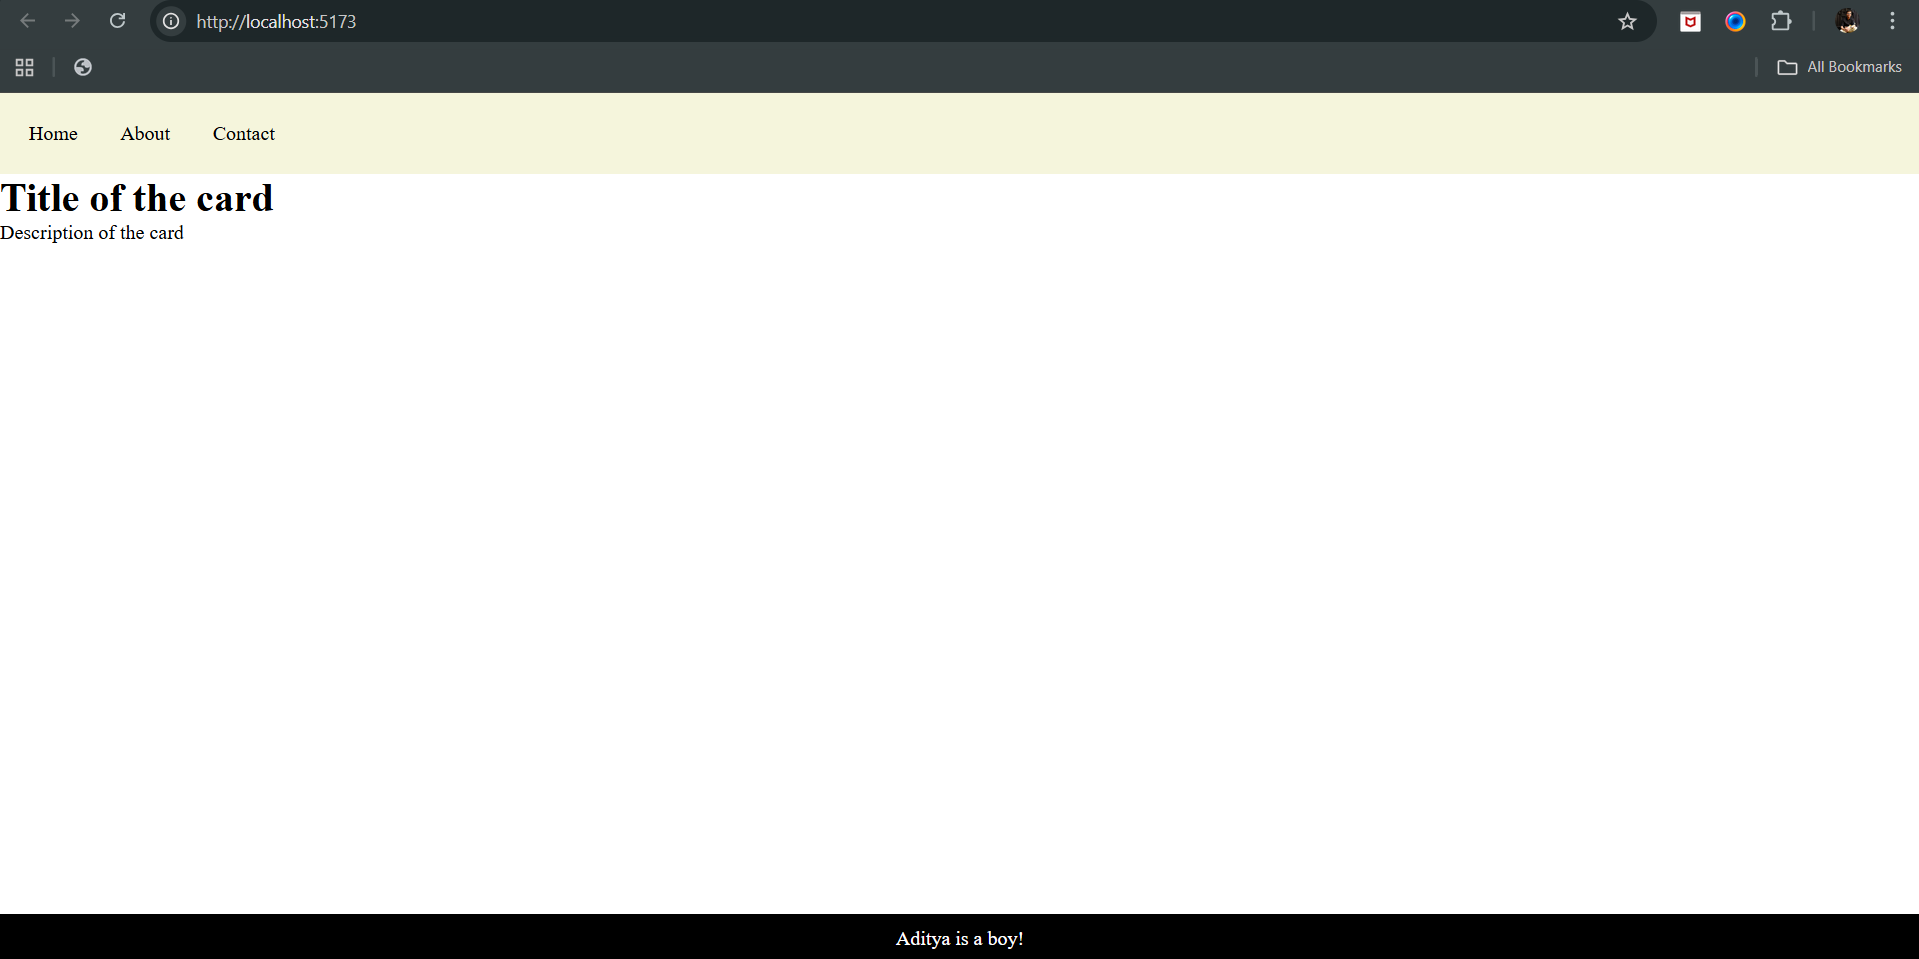 http://localhost:5173
All Bookmarks
Home About Contact
Title of the card
Description of the card
Aditya is a boy!